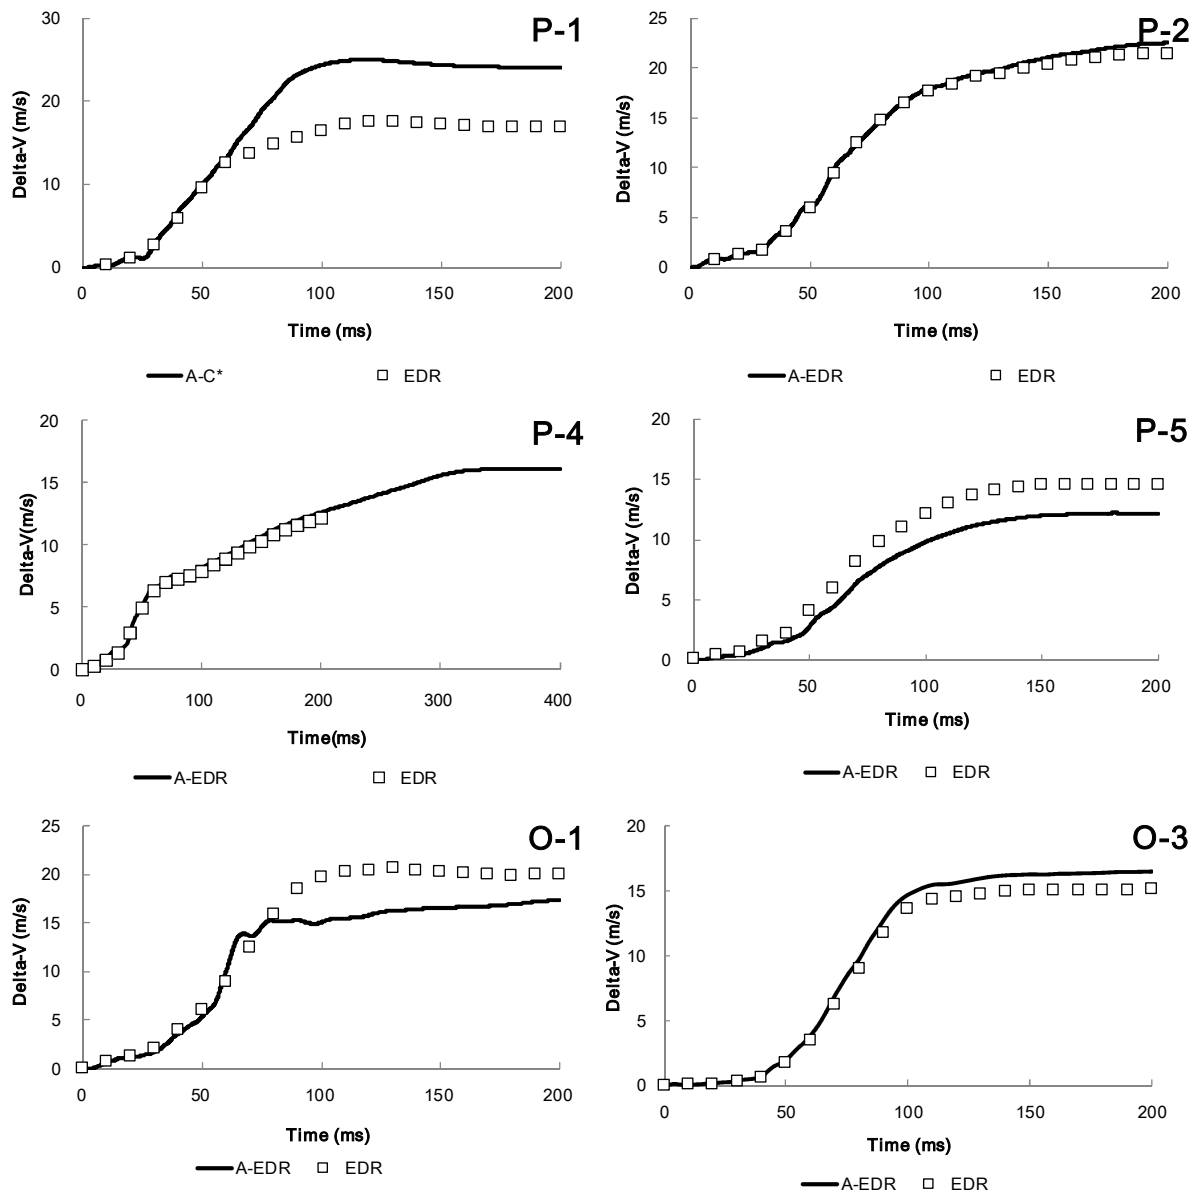 P-1
30
20
10
0
Delta-V (m/s)
0 50 100 150 200
Time (ms)
A-C* EDR
P-2
25
20
15
10
5
0
Delta-V (m/s)
0 50 100 150 200
Time (ms)
A-EDR EDR
P-4
20
15
10
5
0
Delta-V(m/s)
0 100 200 300 400
Time(ms)
A-EDR EDR
P-5
20
15
10
5
0
Delta-V (m/s)
0 50 100 150 200
Time (ms)
A-EDR EDR
O-1
25
20
15
10
5
0
Delta-V (m/s)
0 50 100 150 200
Time (ms)
A-EDR EDR
O-3
20
15
10
5
0
Delta-V (m/s)
0 50 100 150 200
Time (ms)
A-EDR EDR